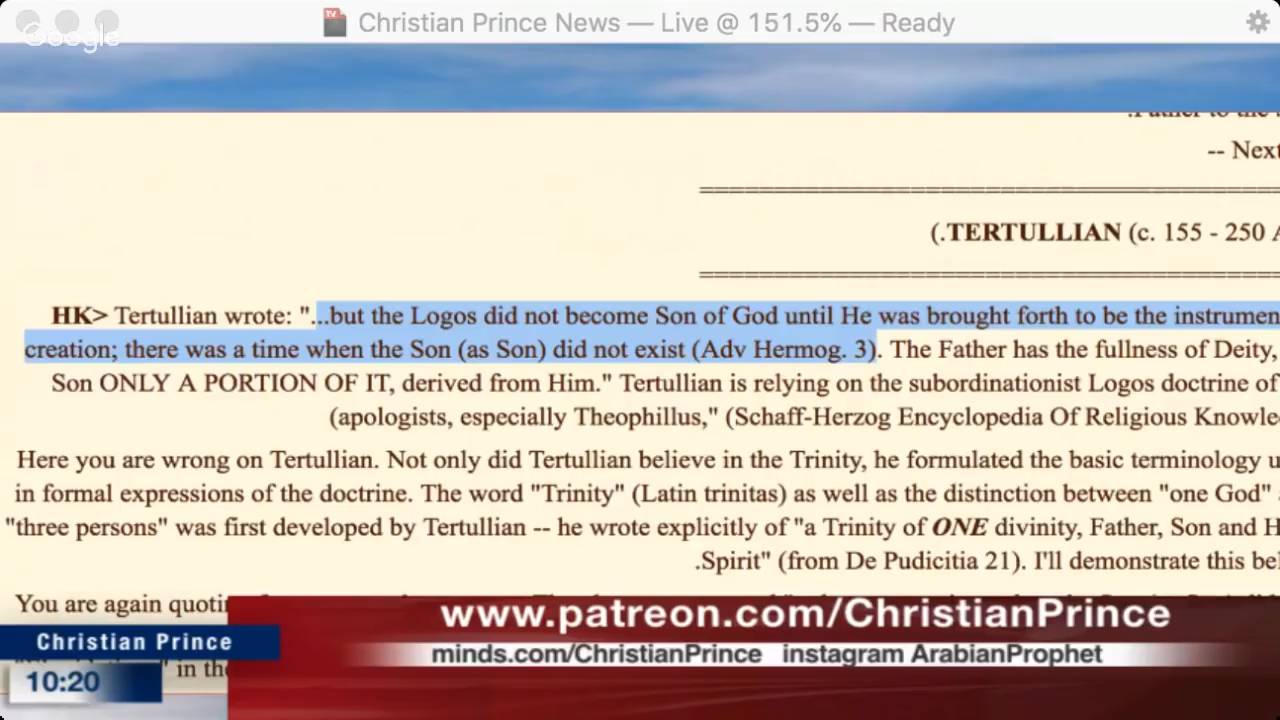 Christian Prince News — Live @ 151.5% — Ready
Google
-- Next
(.TERTULLIAN (c. 155 - 250
HK> Tertullian wrote: "...but the Logos did not become Son of God until He was brought forth to be the
creation; there was a time when the Son (as Son) did not exist (Adv Hermog. 3). The Father has the fullness of Deity,
Son ONLY A PORTION OF IT, derived from Him." Tertullian is relying on the subordinationist Logos doctrine of
(apologists, especially Theophillus," (Schaff-Herzog Encyclopedia Of Religious
Here you are wrong on Tertullian. Not only did Tertullian believe in the Trinity, he formulated the basic terminology
in formal expressions of the doctrine. The word "Trinity" (Latin trinitas) as well as the distinction between "one God"
"three persons" was first developed by Tertullian -- he wrote explicitly of "a Trinity of ONE divinity, Father, Son and
.Spirit" (from De Pudicitia 21). I'll demonstrate this
You are again
in the
www.patreon.com/ChristianPrince
minds.com/ChristianPrince instagram ArabianProphet
Christian Prince
10:20